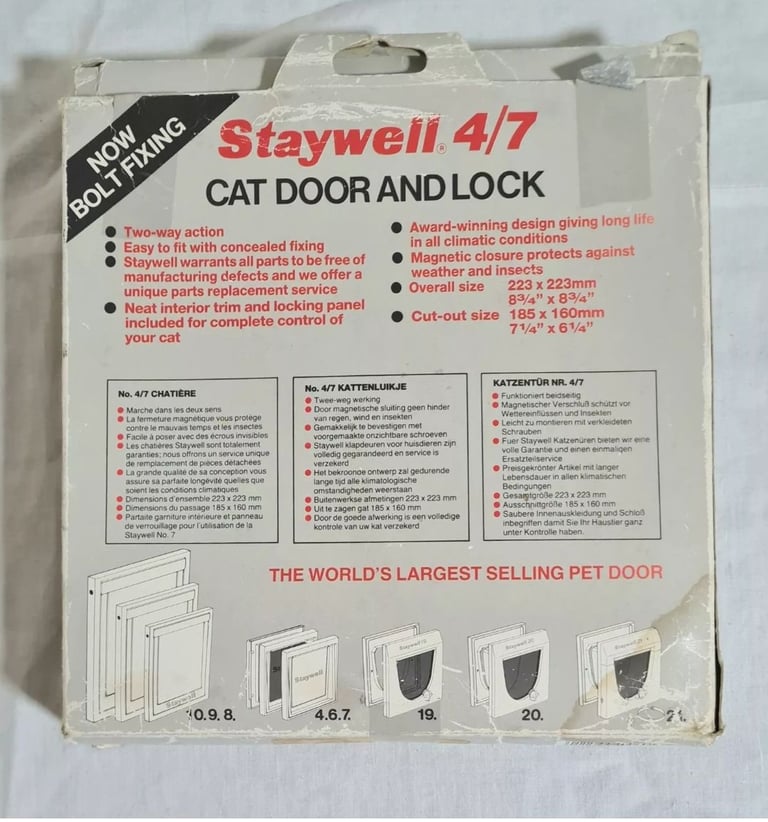 NOW
BOLT FIXING
Staywell® 4/7
CAT DOOR AND LOCK
● Two-way action
● Easy to fit with concealed fixing
● Staywell warrants all parts to be free of
manufacturing defects and we offer a
unique parts replacement service
● Neat interior trim and locking panel
included for complete control of
your cat
● Award-winning design giving long life
in all climatic conditions
● Magnetic closure protects against
weather and insects
● Overall size 223 x 223mm
8¾” x 8¾”
● Cut-out size 185 x 160mm
7¼” x 6¼”
No. 4/7 CHATIÈRE
● Marche dans les deux sens
● La fermeture magnétique vous protège
contre le mauvais temps et les insectes
● Facile à poser avec des écrous invisibles
● Les chatières Staywell sont totalement
garanties; nous offrons un service unique
de remplacement de pièces détachées
● La grande qualité de sa conception vous
assure sa parfaite longévité quelles que
soient les conditions climatiques
● Dimensions d'ensemble 223 x 223 mm
● Dimensions du passage 185 x 160 mm
● Parfaite garniture intérieure et panneau
de verrouillage pour l'utilisation de la
Staywell No. 7
No. 4/7 KATTENLUIKJE
● Twee-weg werking
● Door magnetische sluiting geen hinder
van regen, wind en insekten
● Gemakkelijk te bevestigen met
voorgemaakte onzichtbare schroeven
● Staywell klapdeuren voor huisdieren zijn
volledig gegarandeerd en service is
verzekerd
● Het bekroonde ontwerp zal gedurende
lange tijd alle klimatologische
omstandigheden weerstaan
● Buitenwerkse afmetingen 223 x 223 mm
● Uit te zagen gat 185 x 160 mm
● Door de goede afwerking is een volledige
kontrole van uw kat verzekerd
KATZENTÜR NR. 4/7
● Funktioniert beidseitig
● Magnetischer Verschluß schützt vor
Wettereinflüssen und Insekten
● Leicht zu montieren mit verkleideten
Schrauben
● Fuer Staywell Katzenüren bieten wir eine
volle Garantie und einen einmaligen
Ersatzteilservice
● Preisgekrönter Artikel mit langer
Lebensdauer in allen klimatischen
Bedingungen
● Gesamtgröße 223 x 223 mm
● Ausschnittgröße 185 x 160 mm
● Saubere Innenauskleidung und Schloß
inbegriffen damit Sie Ihr Haustier ganz
unter Kontrolle haben.
THE WORLD'S LARGEST SELLING PET DOOR
Staywell
Staywell
Staywell
Staywell 20
Staywell
10.9.8.
4.6.7.
19.
20.
21.